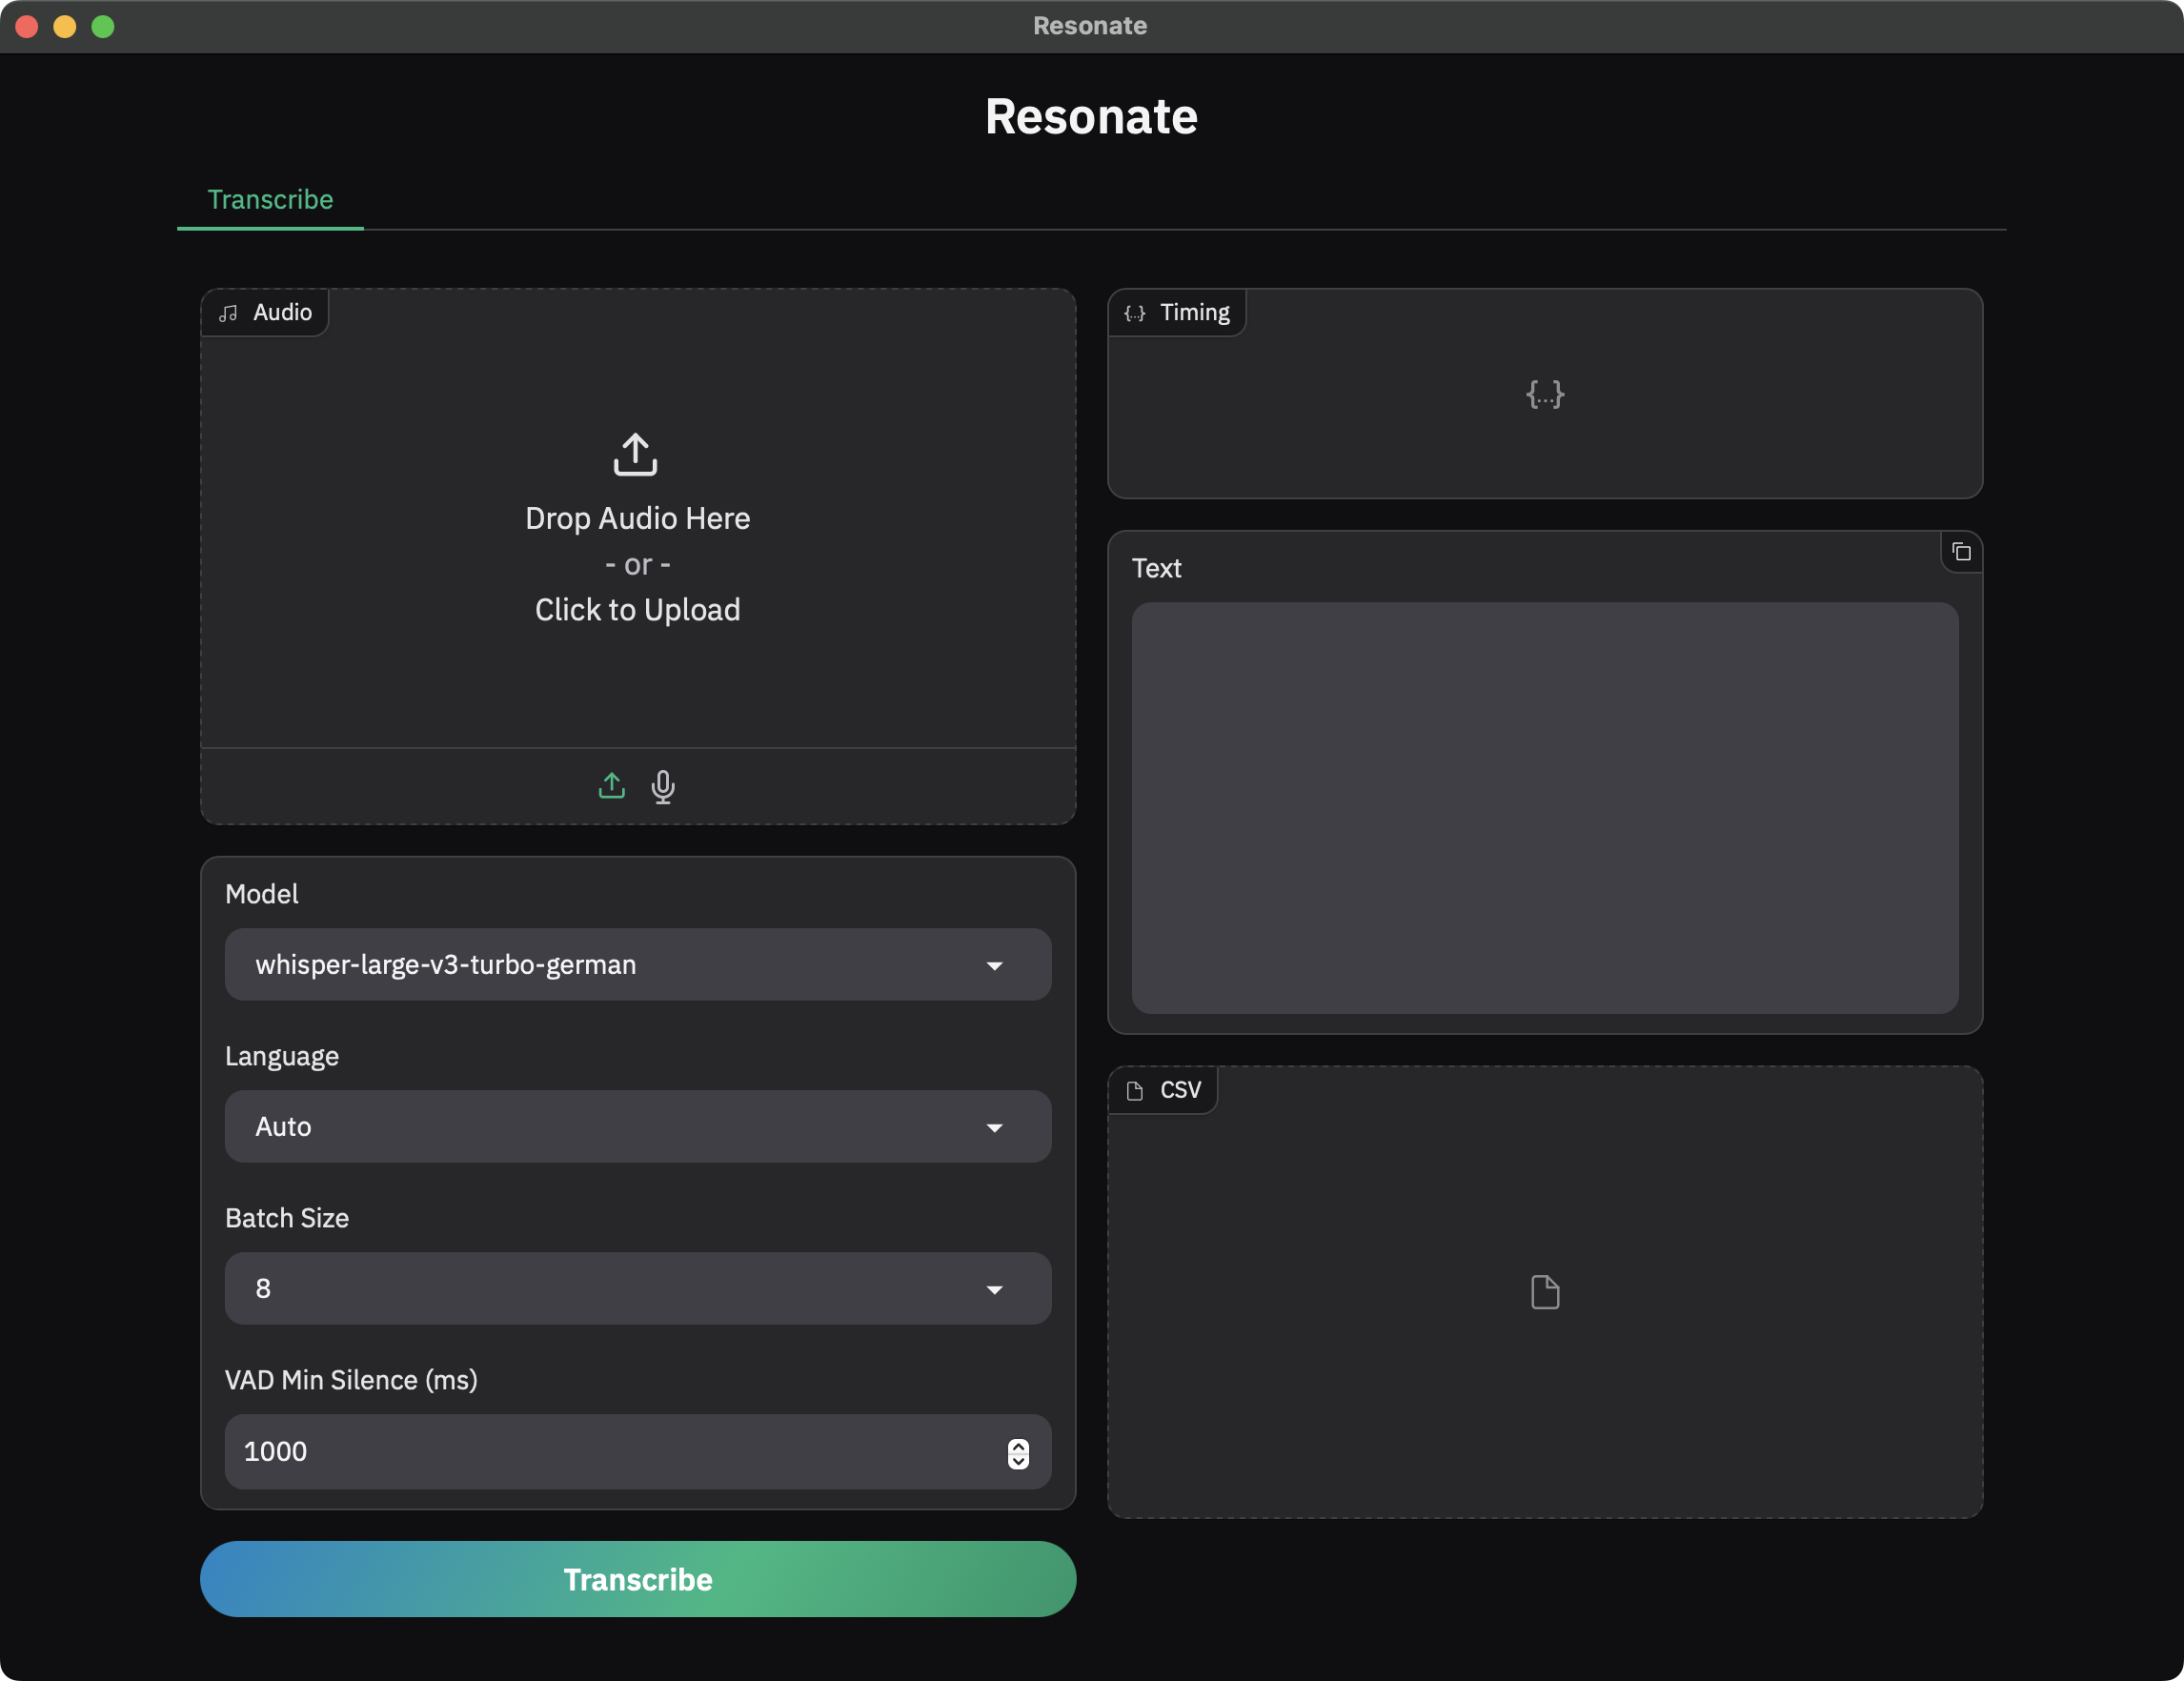 Resonate
Resonate
Transcribe
Audio
Drop Audio Here
- or -
Click to Upload
Model
whisper-large-v3-turbo-german
Language
Auto
Batch Size
8
VAD Min Silence (ms)
1000
Transcribe
{...} Timing
{...}
Text
CSV